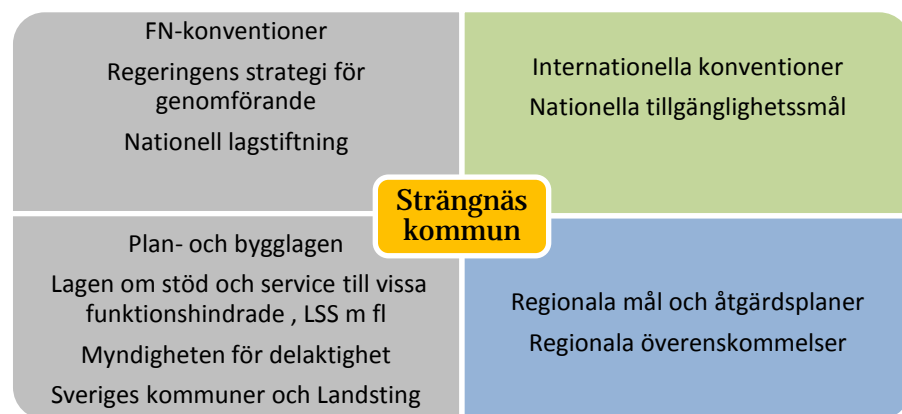 FN-konventioner
Regeringens strategi för
genomförande
Nationell lagstiftning
Internationella konventioner
Nationella tillgänglighetssmål
Strängnäs
kommun
Plan- och bygglagen
Lagen om stöd och service till vissa
funktionshindrade , LSS m fl
Myndigheten för delaktighet
Sveriges kommuner och Landsting
Regionala mål och åtgärdsplaner
Regionala överenskommelser